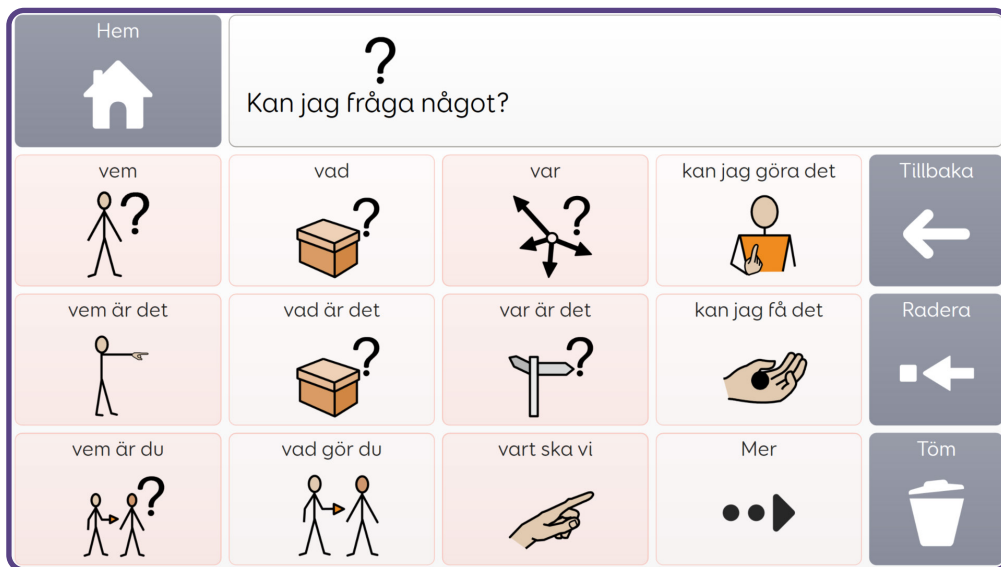 Hem
?
Kan jag fråga något?
vem
?
vad
?
var
?
kan jag göra det
Tillbaka
vem är det
vad är det
?
var är det
?
kan jag få det
Radera
vem är du
?
vad gör du
vart ska vi
Mer
Töm